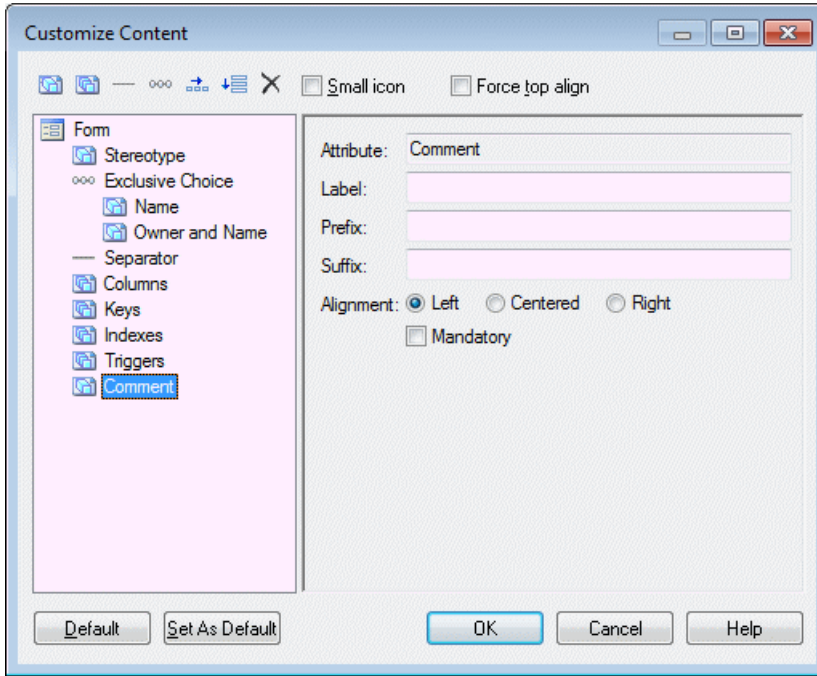 Customize Content
Small icon
Force top align
Form
Stereotype
Exclusive Choice
Name
Owner and Name
Separator
Columns
Keys
Indexes
Triggers
Comment
Attribute: Comment
Label:
Prefix:
Suffix:
Alignment: Left Centered Right
Mandatory
Default Set As Default OK Cancel Help